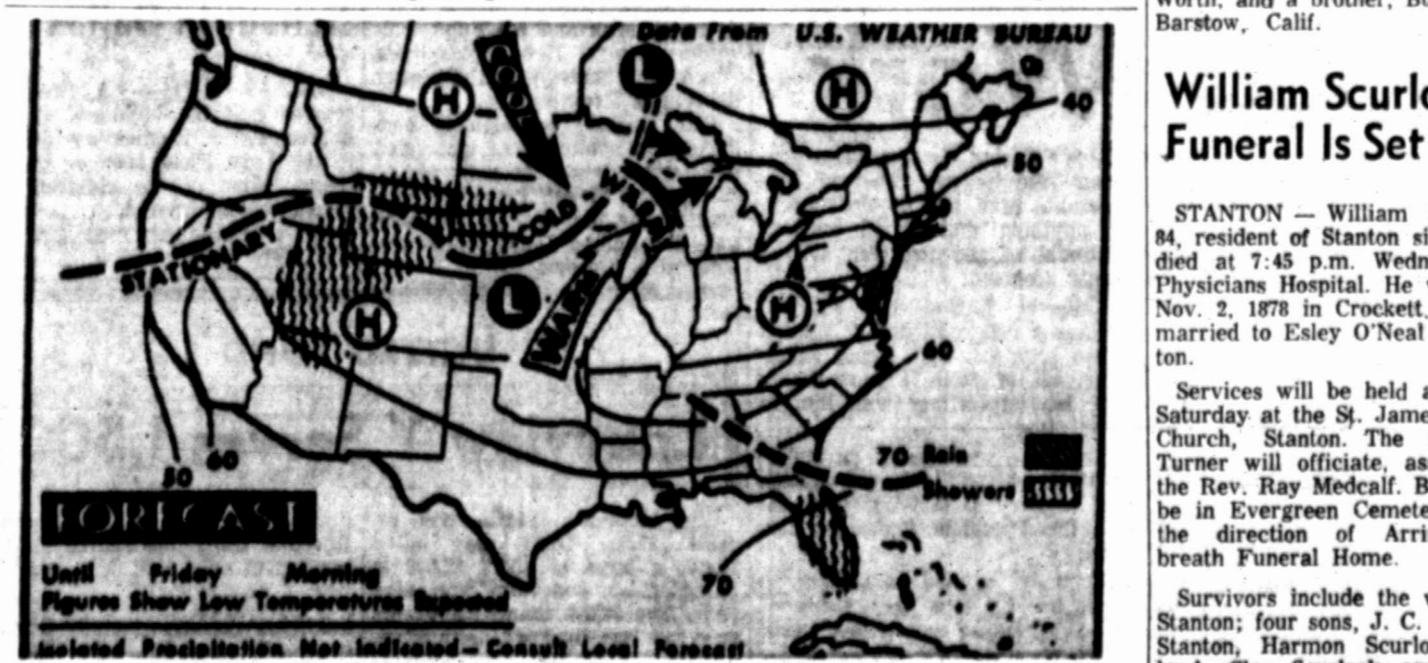 Data From U.S. WEATHER BUREAU
COOL
L
H
H
40
50
COLD
WARM
STATIONARY
WARM
L
H
H
60
50
60
70
Rain
Showers
70
FORECAST
Until Friday Morning
Figures Show Low Temperatures Expected
Isolated Precipitation Not Indicated – Consult Local Forecast
Worth, and a brother,
Barstow, Calif.
William Scurlo
Funeral Is Set
STANTON — William
84, resident of Stanton si
died at 7:45 p.m. Wedn
Physicians Hospital. He
Nov. 2, 1878 in Crockett,
married to Esley O'Neal
ton.
Services will be held a
Saturday at the St. Jame
Church, Stanton. The
Turner will officiate, as
the Rev. Ray Medcalf. B
be in Evergreen Cemete
the direction of Arri
breath Funeral Home.
Survivors include the
Stanton; four sons, J. C.
Stanton, Harmon Scurlo